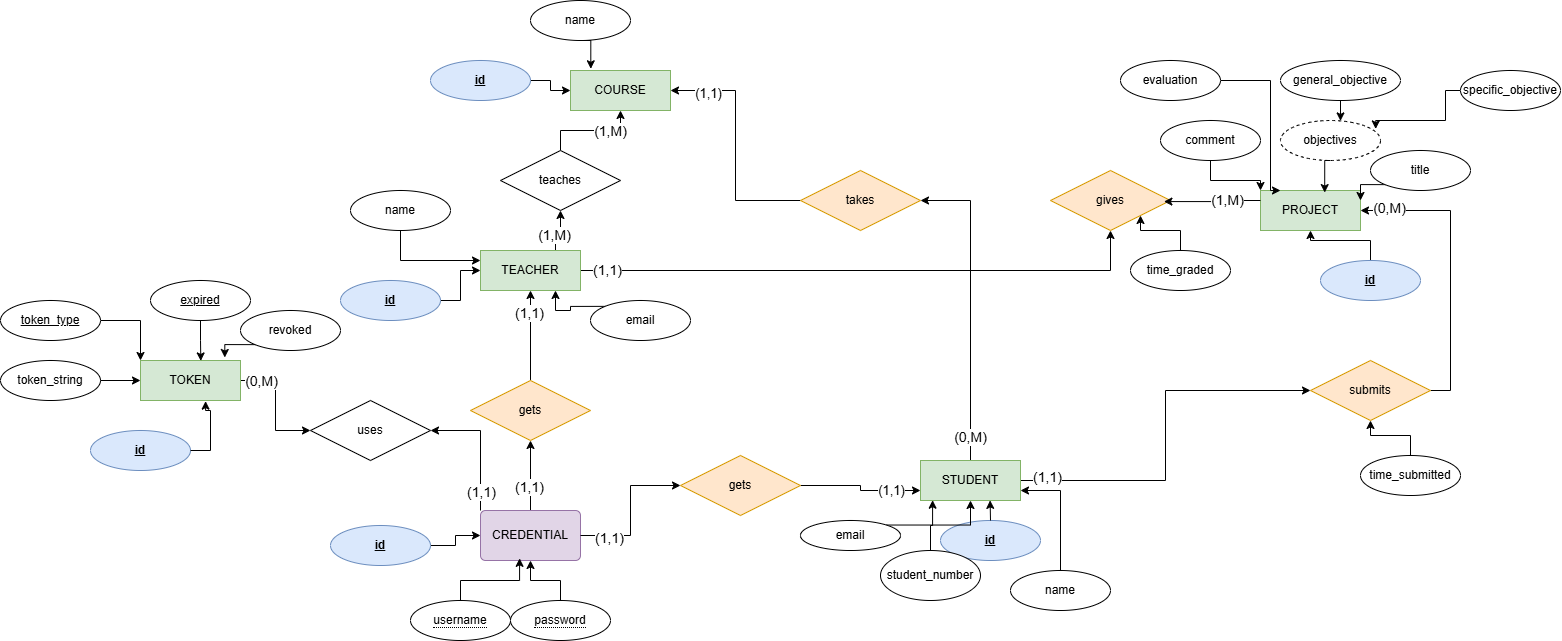 name
id
COURSE
(1,1)
(1,M)
teaches
(1,M)
name
TEACHER
(1,1)
id
email
(1,1)
takes
gives
(1,M)
time_graded
evaluation
general_objective
specific_objective
comment
objectives
title
PROJECT
(0,M)
id
token_type
expired
revoked
token_string
TOKEN
(0,M)
id
uses
gets
(1,1)
(1,1)
CREDENTIAL
(1,1)
id
username
password
gets
(1,1)
(0,M)
STUDENT
(1,1)
email
id
student_number
name
submits
time_submitted